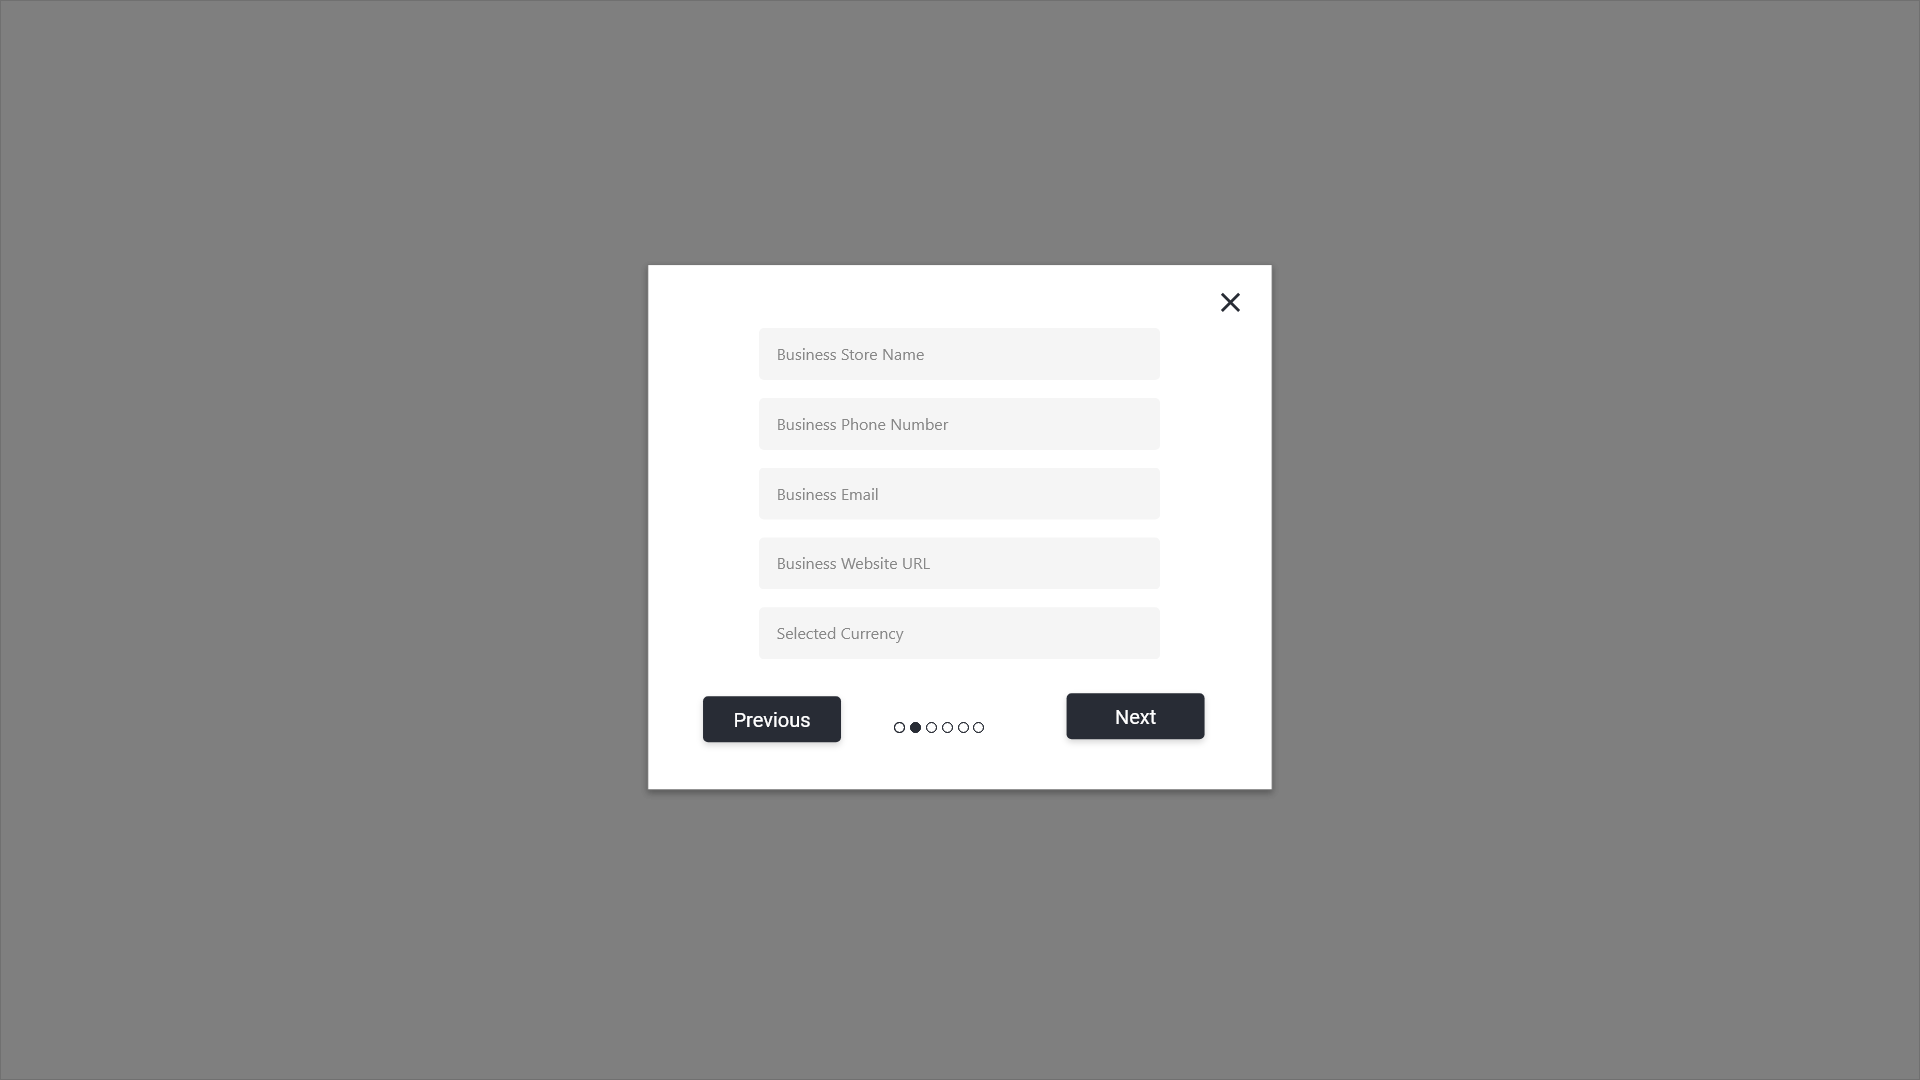 Business Store Name
Business Phone Number
Business Email
Business Website URL
Selected Currency
Previous
Next